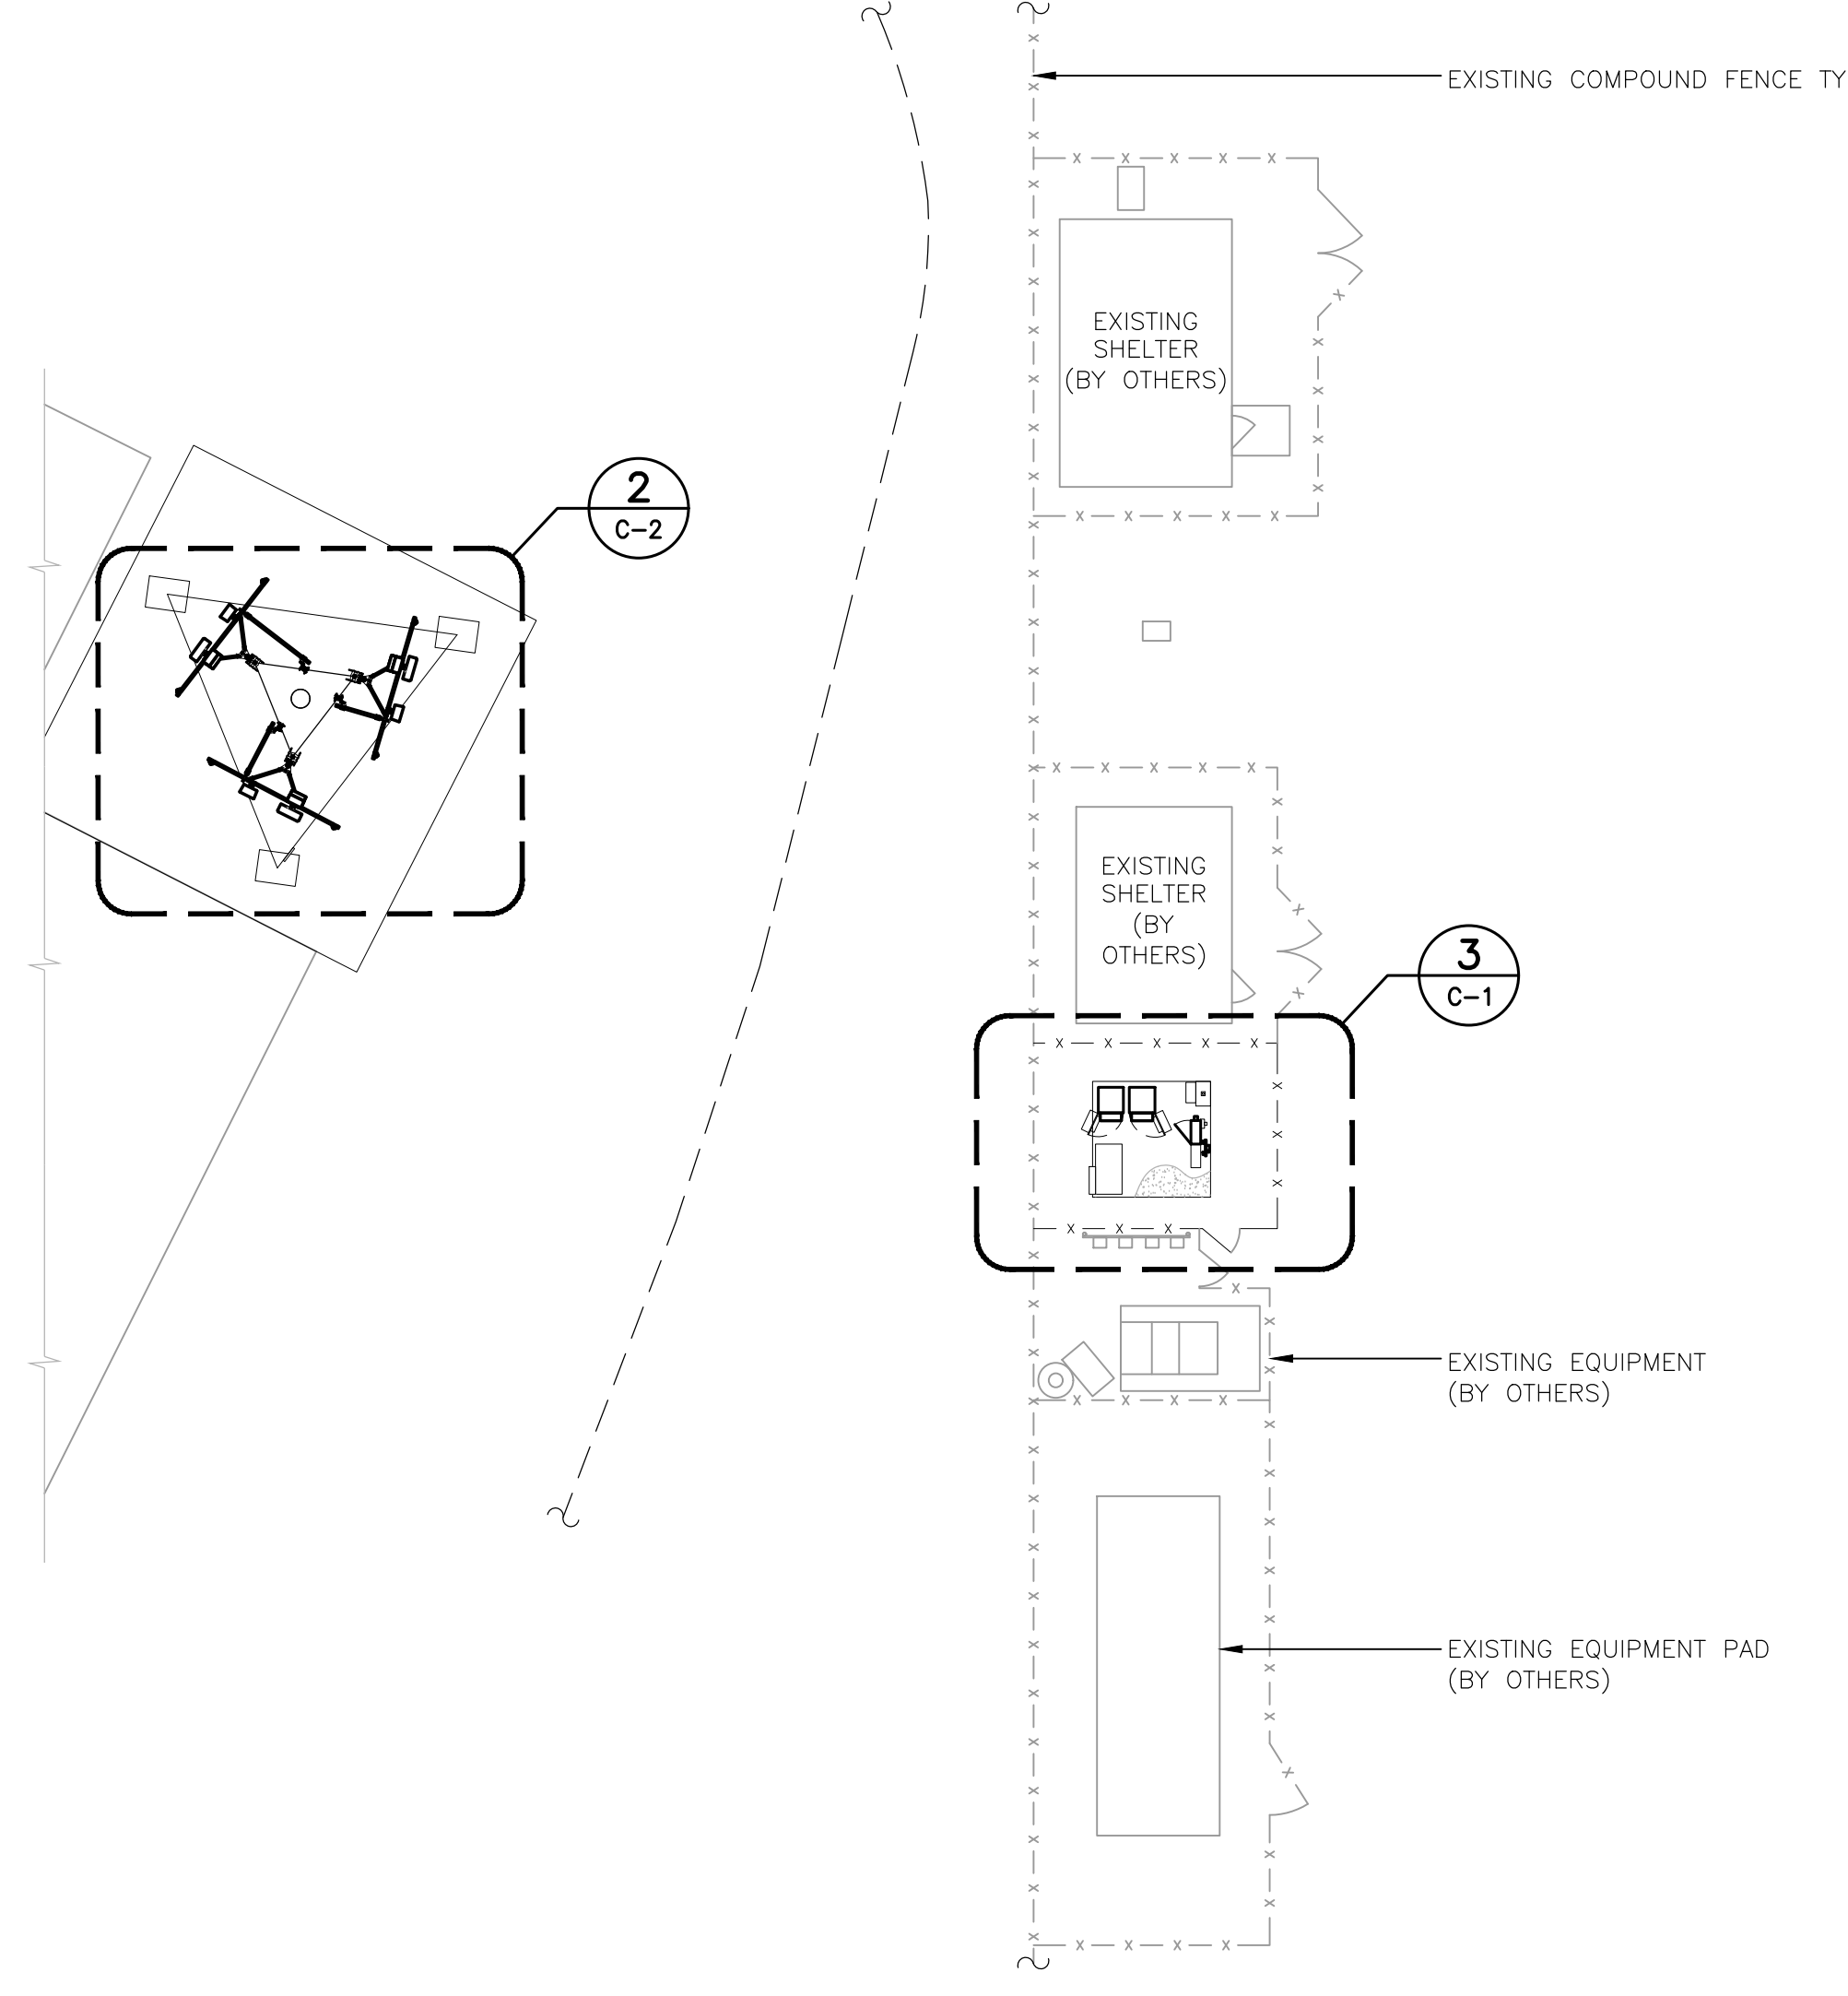 EXISTING COMPOUND FENCE TY
EXISTING
SHELTER
(BY OTHERS)
2
C-2
EXISTING
SHELTER
(BY
OTHERS)
3
C-1
EXISTING EQUIPMENT
(BY OTHERS)
EXISTING EQUIPMENT PAD
(BY OTHERS)